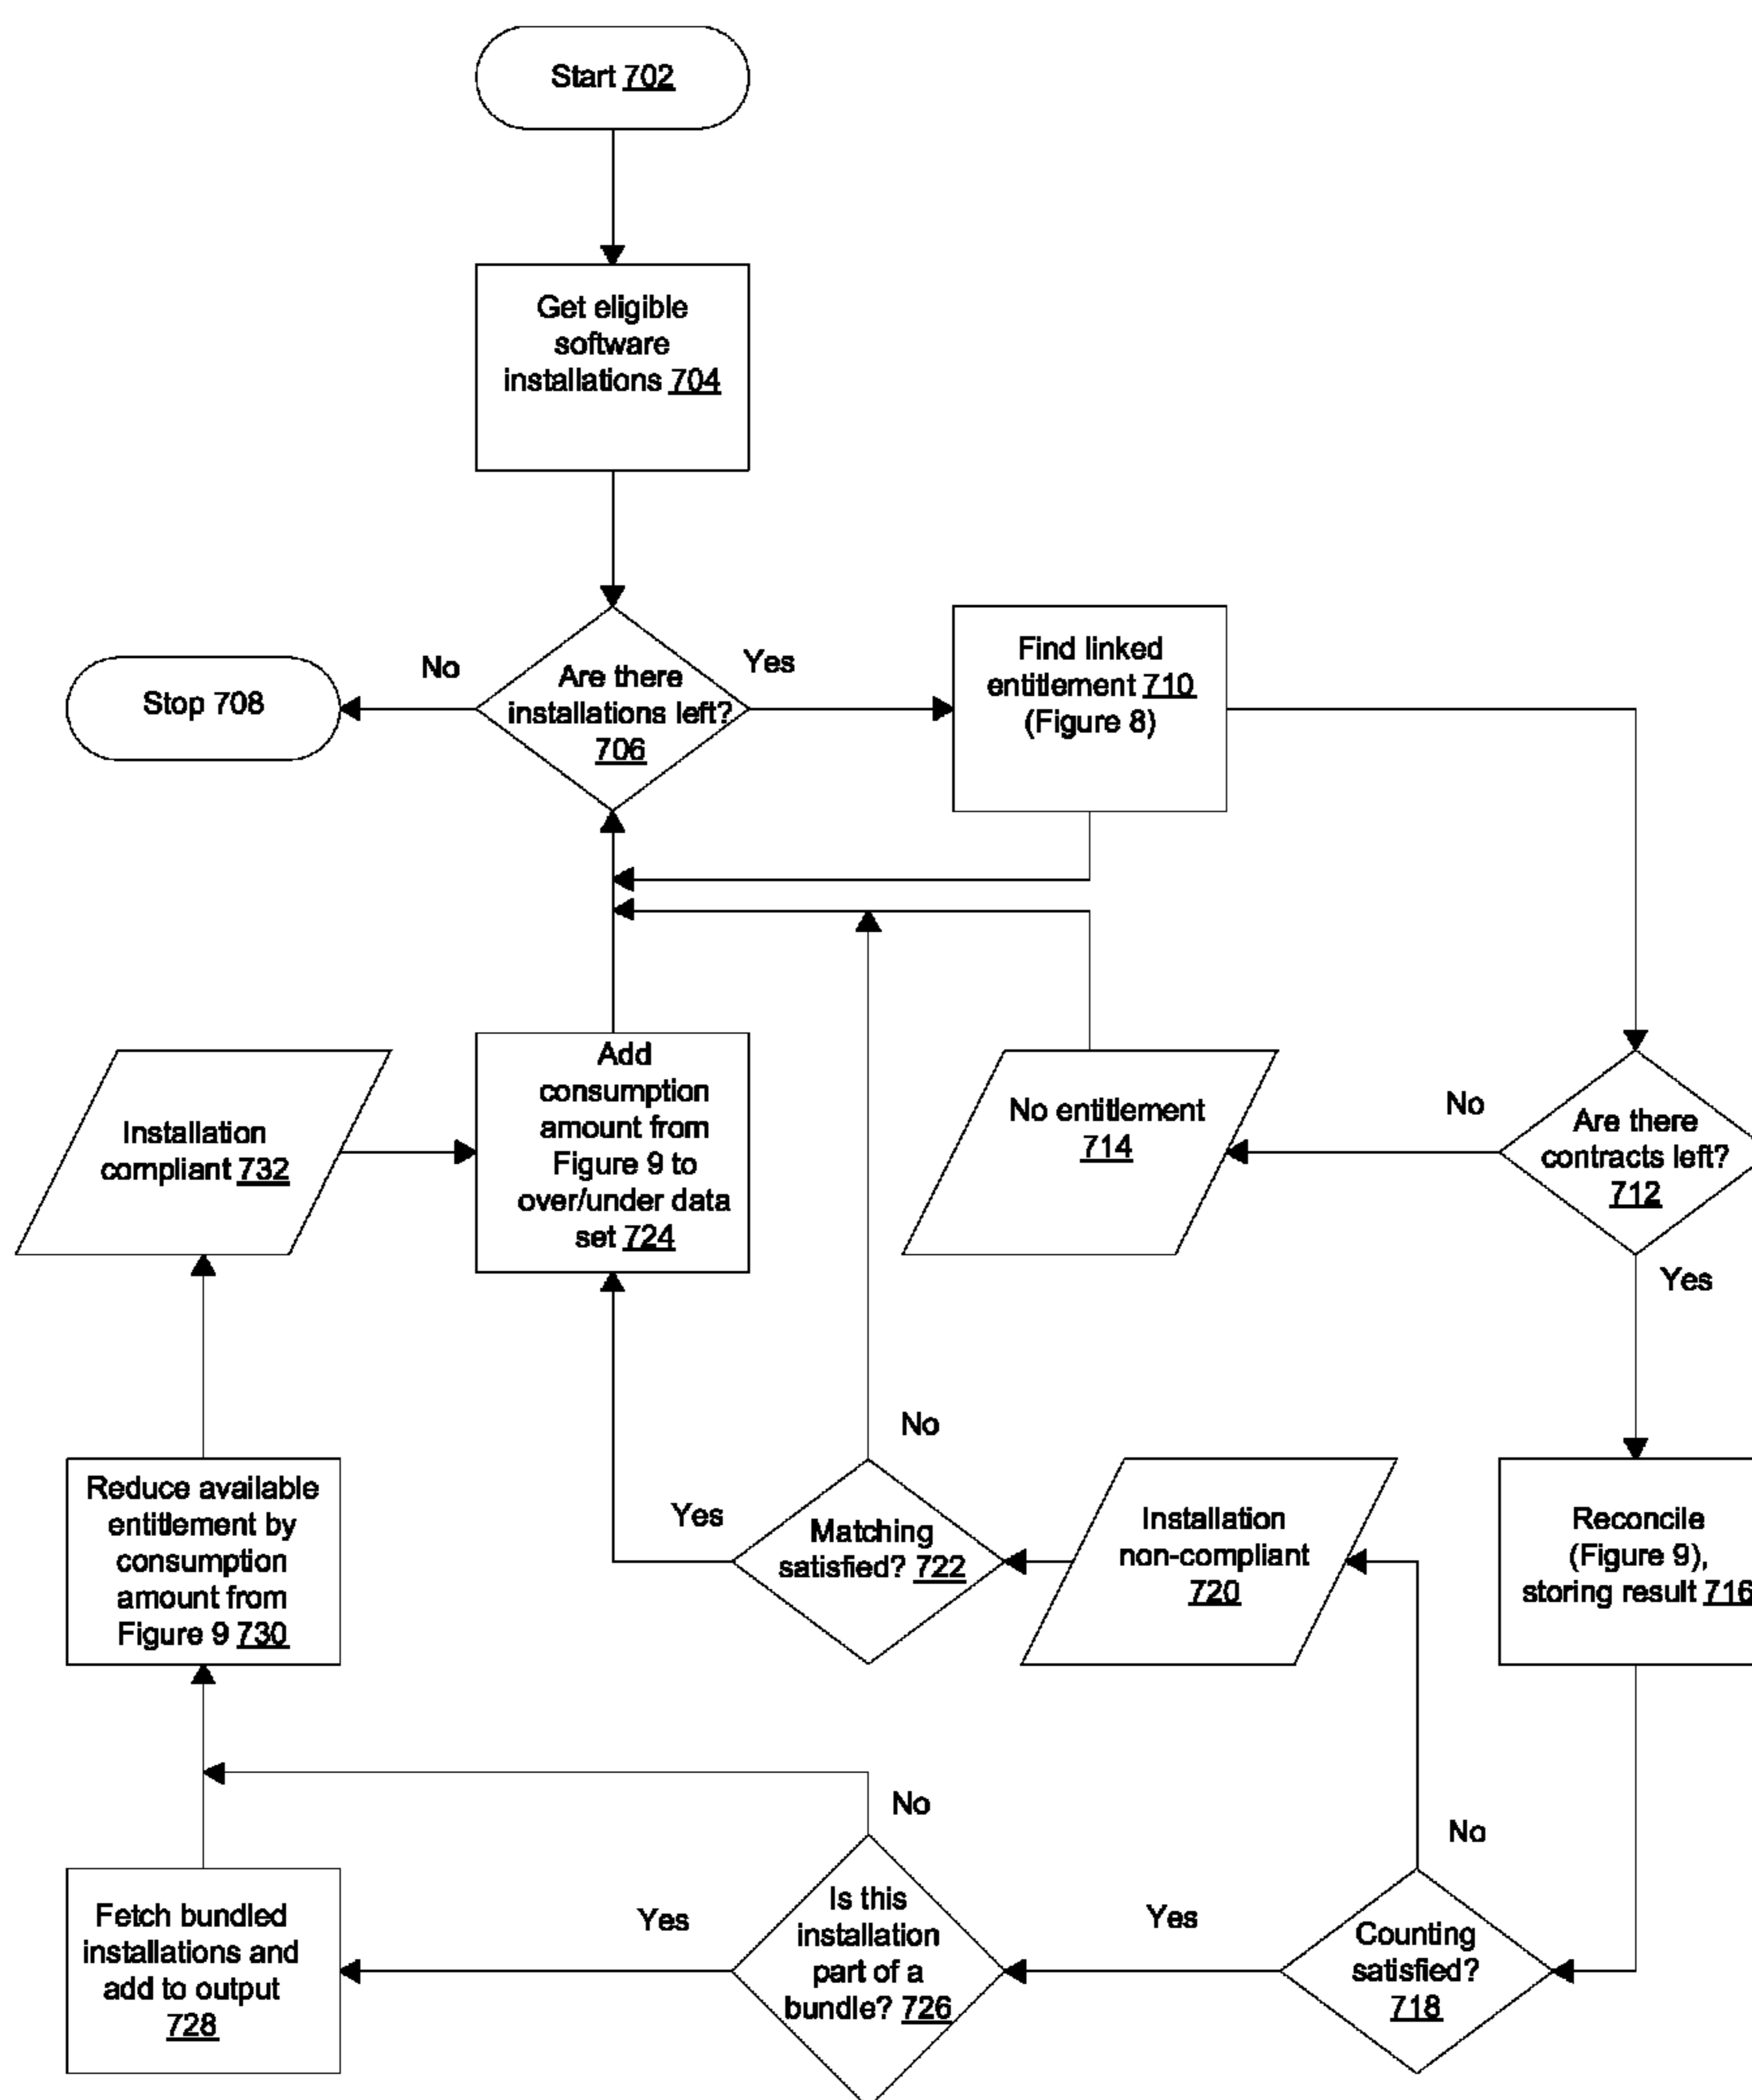 Start 702
Get eligible
software
installations 704
No
Yes
Stop 708
Are there
installations left?
706
Find linked
entitlement 710
(Figure 8)
Installation
compliant 732
Add
consumption
amount from
Figure 9 to
over/under data
set 724
No entitlement
714
No
Are there
contracts left?
712
Yes
Reduce available
entitlement by
consumption
amount from
Figure 9 730
Yes
No
Matching
satisfied? 722
Installation
non-compliant
720
Reconcile
(Figure 9),
storing result 716
No
No
Fetch bundled
installations and
add to output
728
Yes
Is this
installation
part of a
bundle? 726
Yes
Counting
satisfied?
718